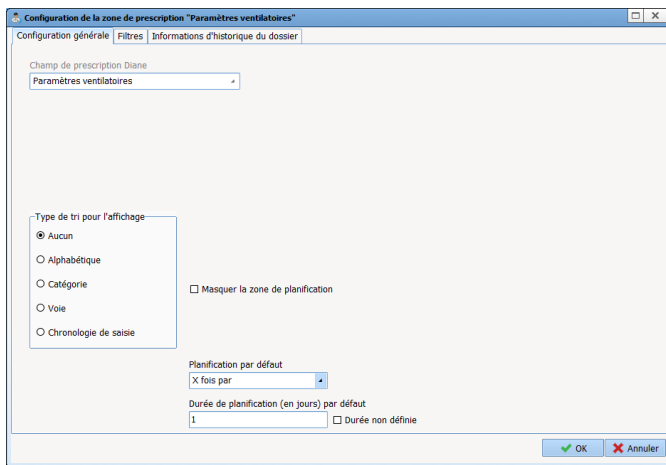 Configuration de la zone de prescription "Paramètres ventilatoires"
Configuration générale Filtres Informations d'historique du dossier
Champ de prescription Diane
Paramètres ventilatoires
Type de tri pour l'affichage
Aucun
Alphabétique
Catégorie
Masquer la zone de planification
Voie
Chronologie de saisie
Planification par défaut
X fois par
Durée de planification (en jours) par défaut
1 Durée non définie
OK Annuler